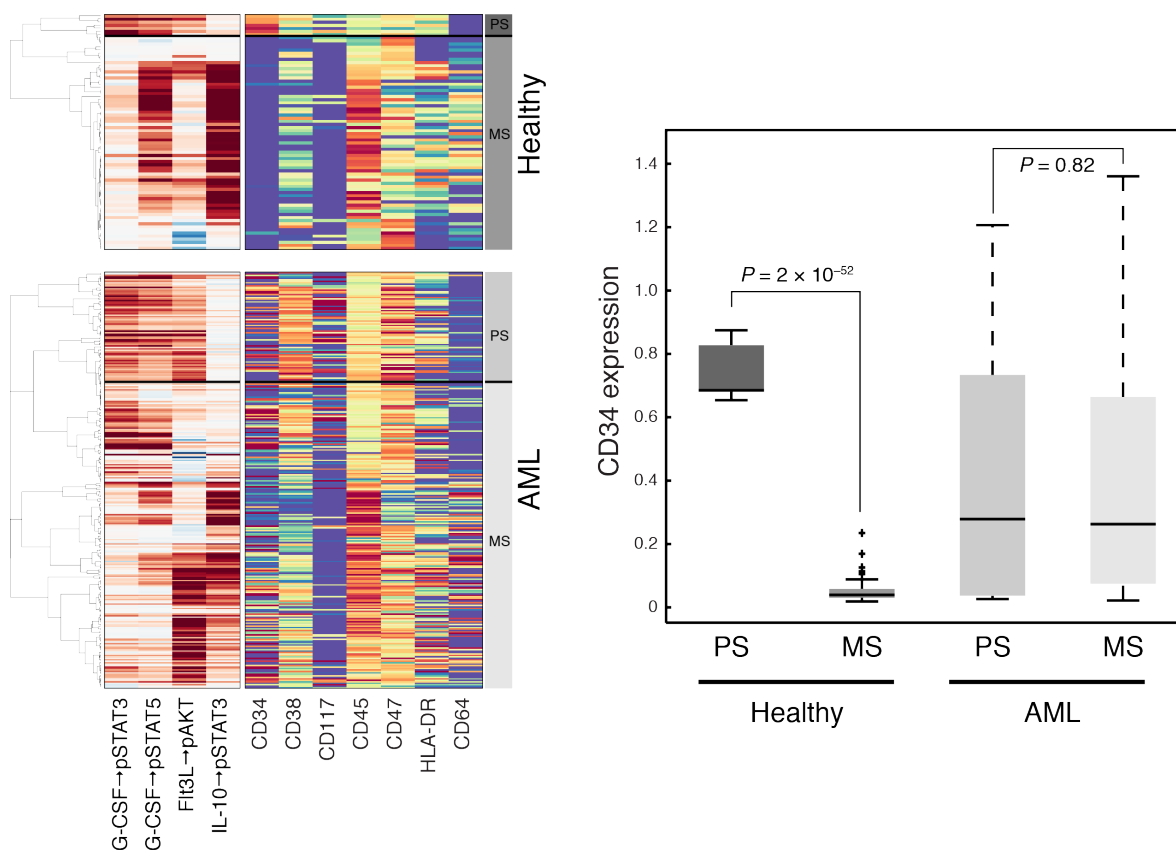 PS
MS
Healthy
PS
MS
AML
G-CSF→pSTAT3
G-CSF→pSTAT5
Flt3L→pAKT
IL-10→pSTAT3
CD34
CD38
CD117
CD45
CD47
HLA-DR
CD64
CD34 expression
1.4
1.2
1.0
0.8
0.6
0.4
0.2
0
P = 2 × 10⁻⁵²
P = 0.82
PS
MS
PS
MS
Healthy
AML